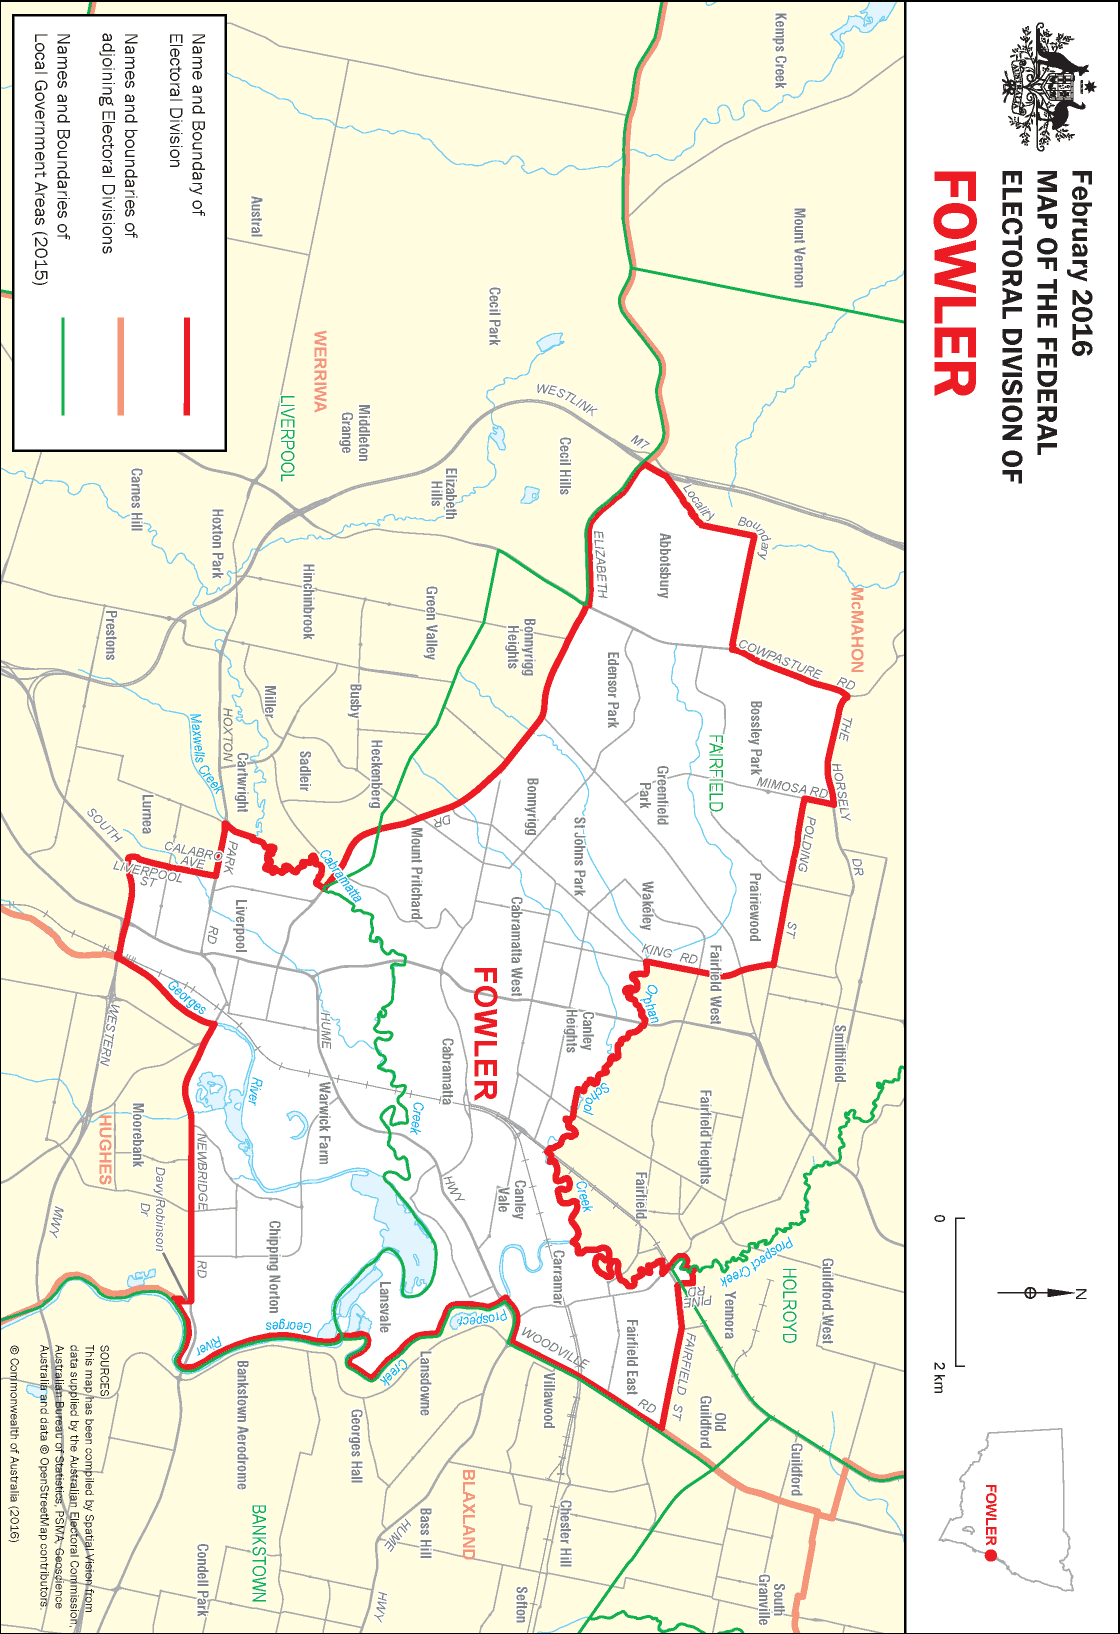 February 2016
MAP OF THE FEDERAL
ELECTORAL DIVISION OF
FOWLER
AUSTRALIA
N
0
2 km
FOWLER
Kemps Creek
Mount Vernon
McMAHON
Smithfield
Guildford West
HOLROYD
Prospect Creek
Guildford
South
Granville
Cecil Park
WESTLINK
M7
Cecil Hills
Locality
Boundary
Abbotsbury
ELIZABETH
DR
COWPASTURE
RD
THE
HORSELY
DR
MIMOSA RD
POLDING
ST
Bossley Park
FAIRFIELD
Greenfield
Park
Edensor Park
Prairiewood
Wakeley
St Johns Park
Bonnyrigg
Bonnyrigg
Heights
KING RD
Fairfield West
Fairfield Heights
Fairfield
Orphan
School
Creek
Yennora
PINE
RD
FAIRFIELD ST
Old
Guildford
Fairfield East
WOODVILLE
RD
Villawood
Carramar
Chester Hill
Sefton
Canley
Heights
Canley
Vale
Cabramatta West
FOWLER
Cabramatta
Mount Pritchard
HWY
Prospect
Creek
Lansdowne
Lansvale
BLAXLAND
Bass Hill
HUME
HWY
Georges Hall
Austral
WERRIWA
LIVERPOOL
Middleton
Grange
Elizabeth
Hills
Green Valley
Hinchinbrook
Hoxton Park
Carnes Hill
Prestons
Miller
Busby
Heckenberg
Sadleir
Cartwright
HOXTON
PARK
RD
Maxwells Creek
Lurnea
SOUTH
WESTERN
MWY
CALABRO
AVE
LIVERPOOL
ST
Cabramatta
Creek
Liverpool
HUME
Warwick Farm
Georges
River
Moorebank
HUGHES
NEWBRIDGE
RD
Davy Robinson
Dr
Chipping Norton
Georges
River
Bankstown Aerodrome
BANKSTOWN
Condell Park
Name and Boundary of
Electoral Division
Names and boundaries of
adjoining Electoral Divisions
Names and Boundaries of
Local Government Areas (2015)
SOURCES
This map has been compiled by Spatial Vision from
data supplied by the Australian Electoral Commission,
Australian Bureau of Statistics, PSMA, Geoscience
Australia and data © OpenStreetMap contributors.
© Commonwealth of Australia (2016)